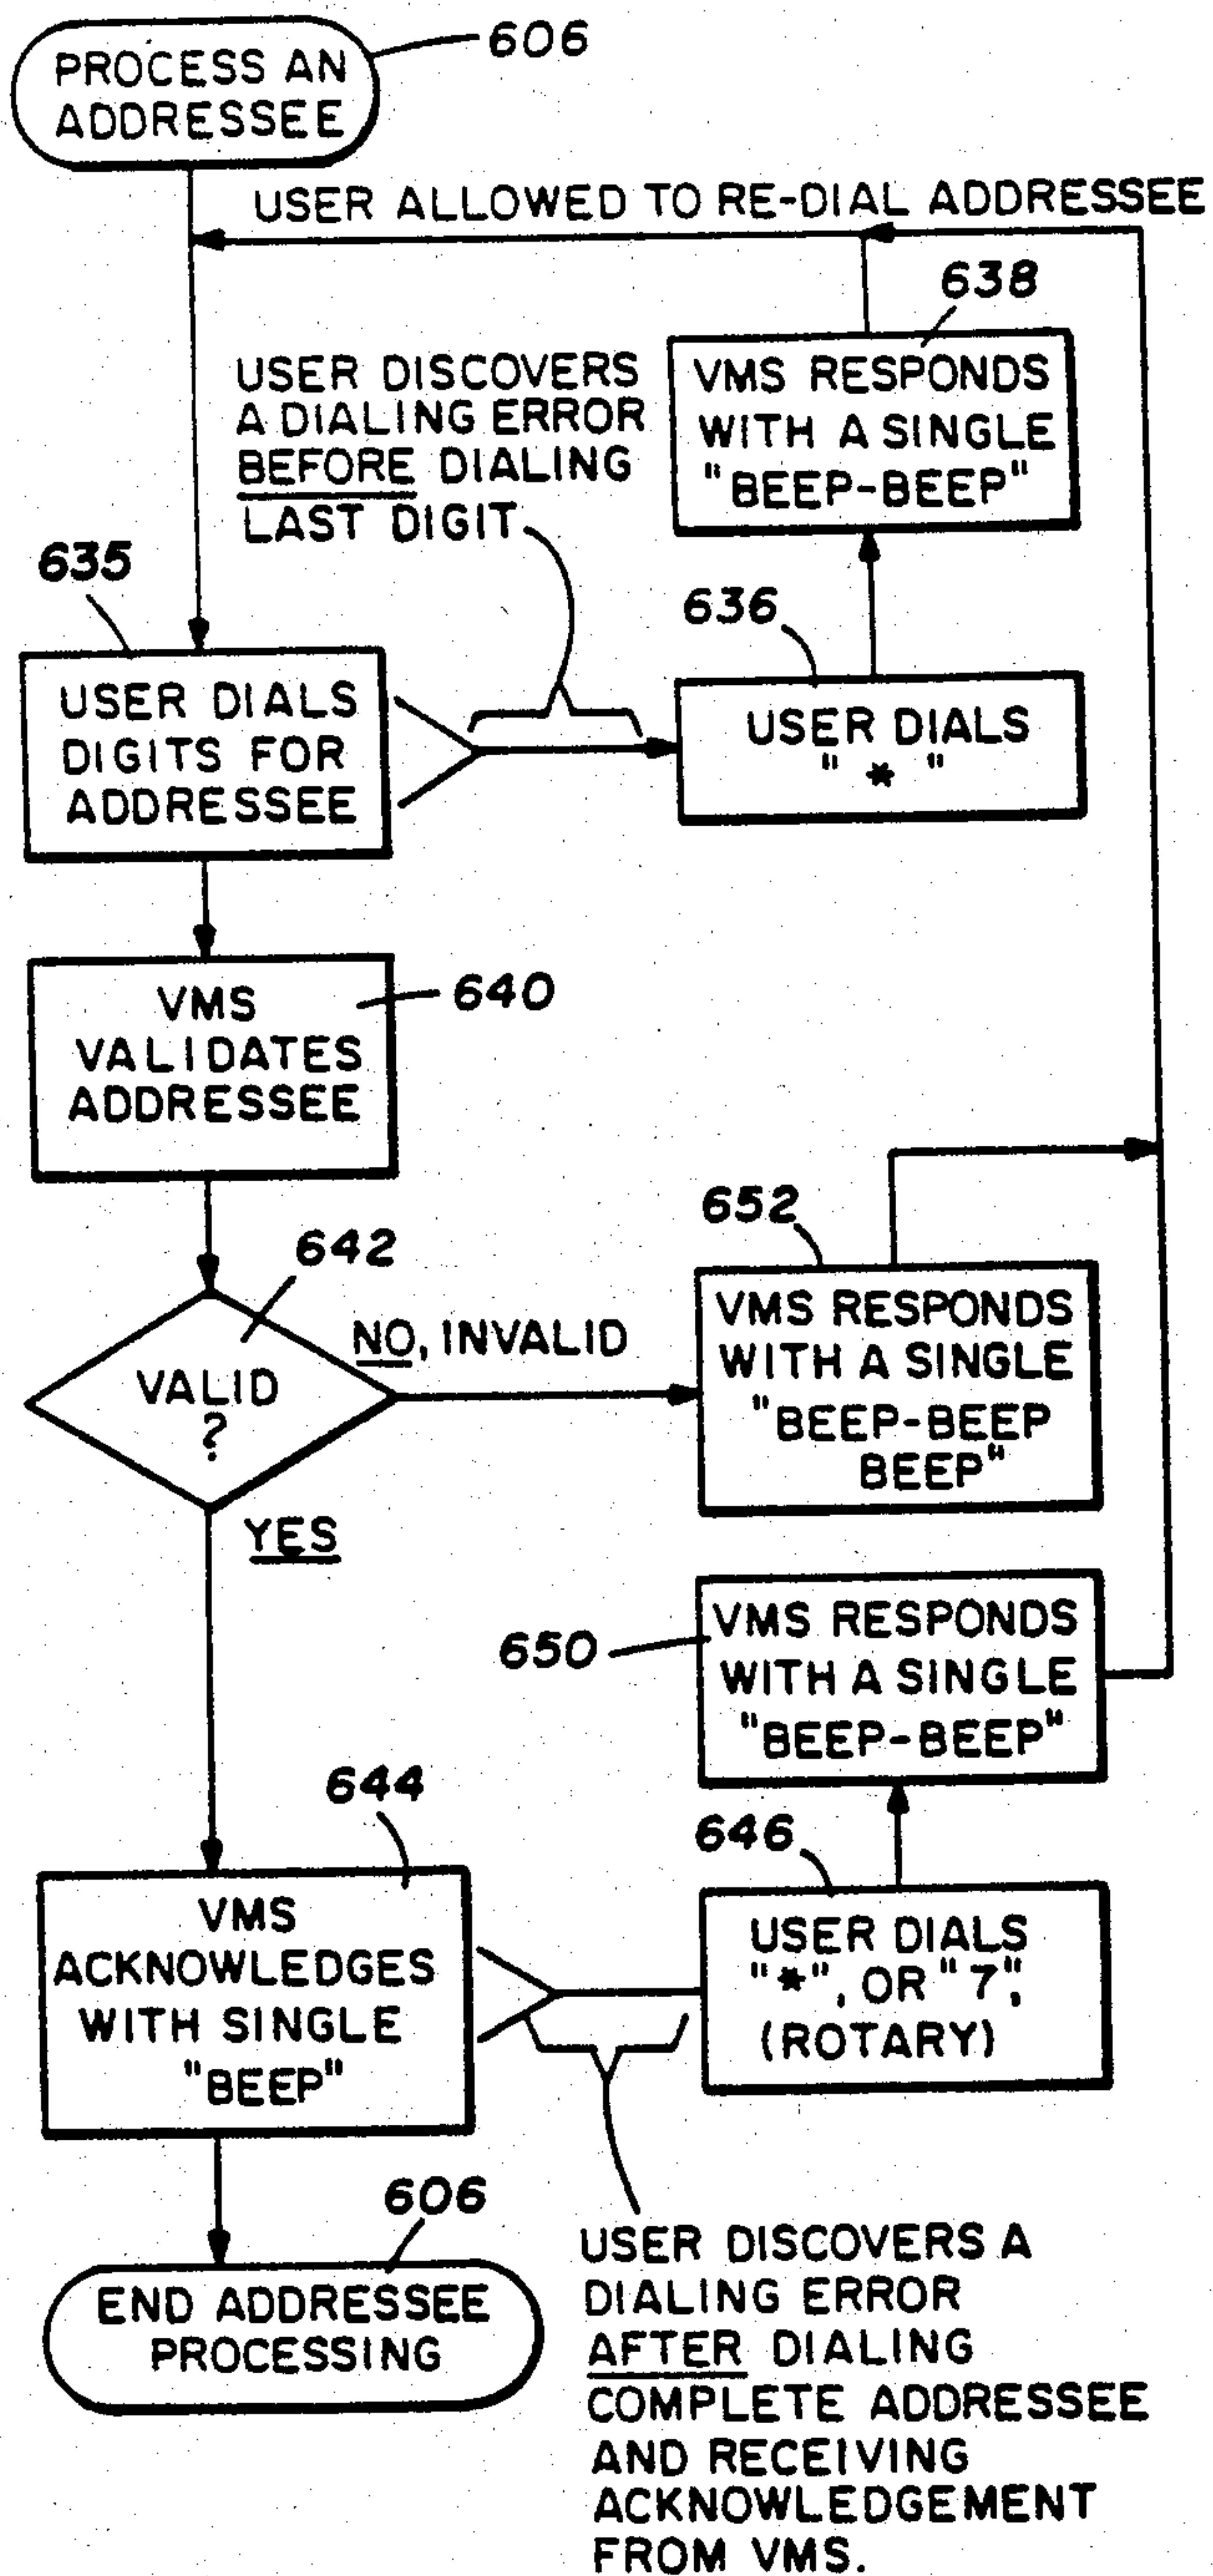 PROCESS AN
ADDRESSEE
606
USER ALLOWED TO RE-DIAL ADDRESSEE
638
VMS RESPONDS
WITH A SINGLE
"BEEP-BEEP"
USER DISCOVERS
A DIALING ERROR
BEFORE DIALING
LAST DIGIT
635
636
USER DIALS
DIGITS FOR
ADDRESSEE
USER DIALS
" * "
VMS
VALIDATES
ADDRESSEE
640
642
VALID
?
NO, INVALID
652
VMS RESPONDS
WITH A SINGLE
"BEEP-BEEP
BEEP"
YES
650
VMS RESPONDS
WITH A SINGLE
"BEEP-BEEP"
644
646
VMS
ACKNOWLEDGES
WITH SINGLE
"BEEP"
USER DIALS
"*", OR "7",
(ROTARY)
606
END ADDRESSEE
PROCESSING
USER DISCOVERS A
DIALING ERROR
AFTER DIALING
COMPLETE ADDRESSEE
AND RECEIVING
ACKNOWLEDGEMENT
FROM VMS.